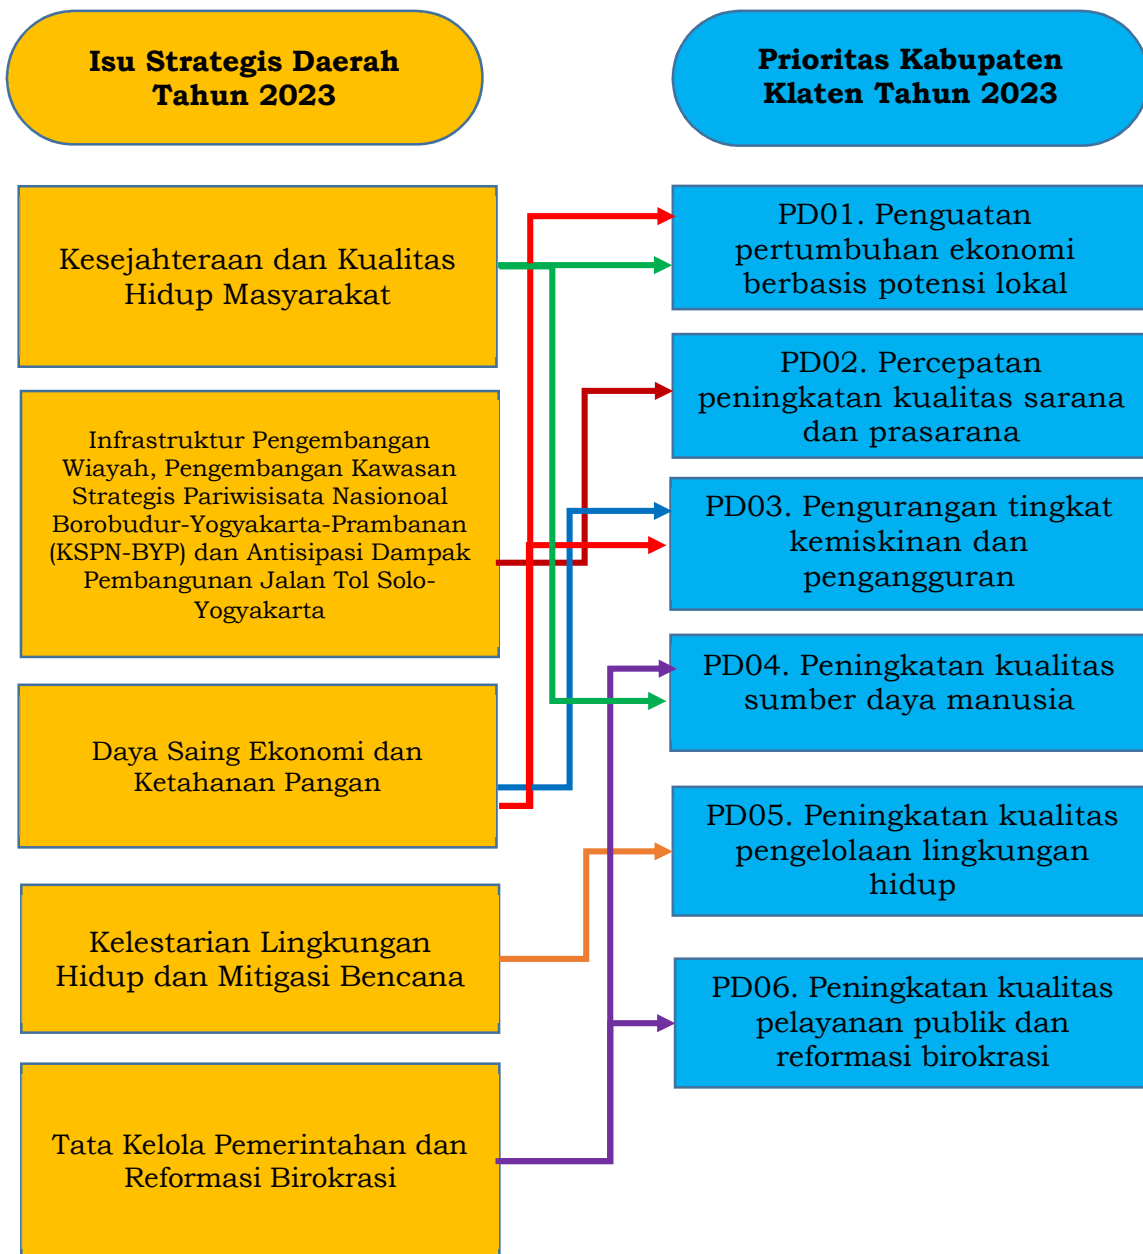 Isu Strategis Daerah
Tahun 2023
Prioritas Kabupaten
Klaten Tahun 2023
Kesejahteraan dan Kualitas
Hidup Masyarakat
Infrastruktur Pengembangan
Wiayah, Pengembangan Kawasan
Strategis Pariwisisata Nasionoal
Borobudur-Yogyakarta-Prambanan
(KSPN-BYP) dan Antisipasi Dampak
Pembangunan Jalan Tol Solo-
Yogyakarta
Daya Saing Ekonomi dan
Ketahanan Pangan
Kelestarian Lingkungan
Hidup dan Mitigasi Bencana
Tata Kelola Pemerintahan dan
Reformasi Birokrasi
PD01. Penguatan
pertumbuhan ekonomi
berbasis potensi lokal
PD02. Percepatan
peningkatan kualitas sarana
dan prasarana
PD03. Pengurangan tingkat
kemiskinan dan
pengangguran
PD04. Peningkatan kualitas
sumber daya manusia
PD05. Peningkatan kualitas
pengelolaan lingkungan
hidup
PD06. Peningkatan kualitas
pelayanan publik dan
reformasi birokrasi